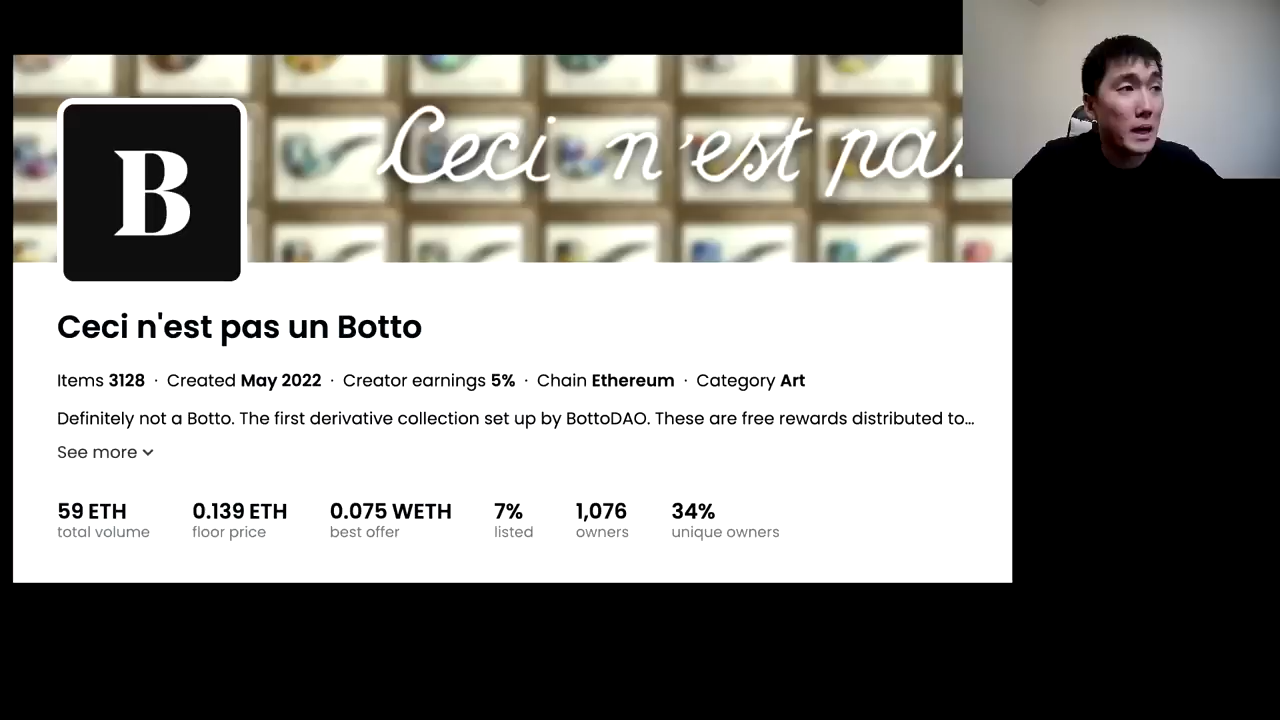 Ceci n'est pas
B
Ceci n'est pas un Botto
Items 3128 · Created May 2022 · Creator earnings 5% · Chain Ethereum · Category Art
Definitely not a Botto. The first derivative collection set up by BottoDAO. These are free rewards distributed to...
See more
59 ETH 0.139 ETH 0.075 WETH 7% 1,076 34%
total volume floor price best offer listed owners unique owners